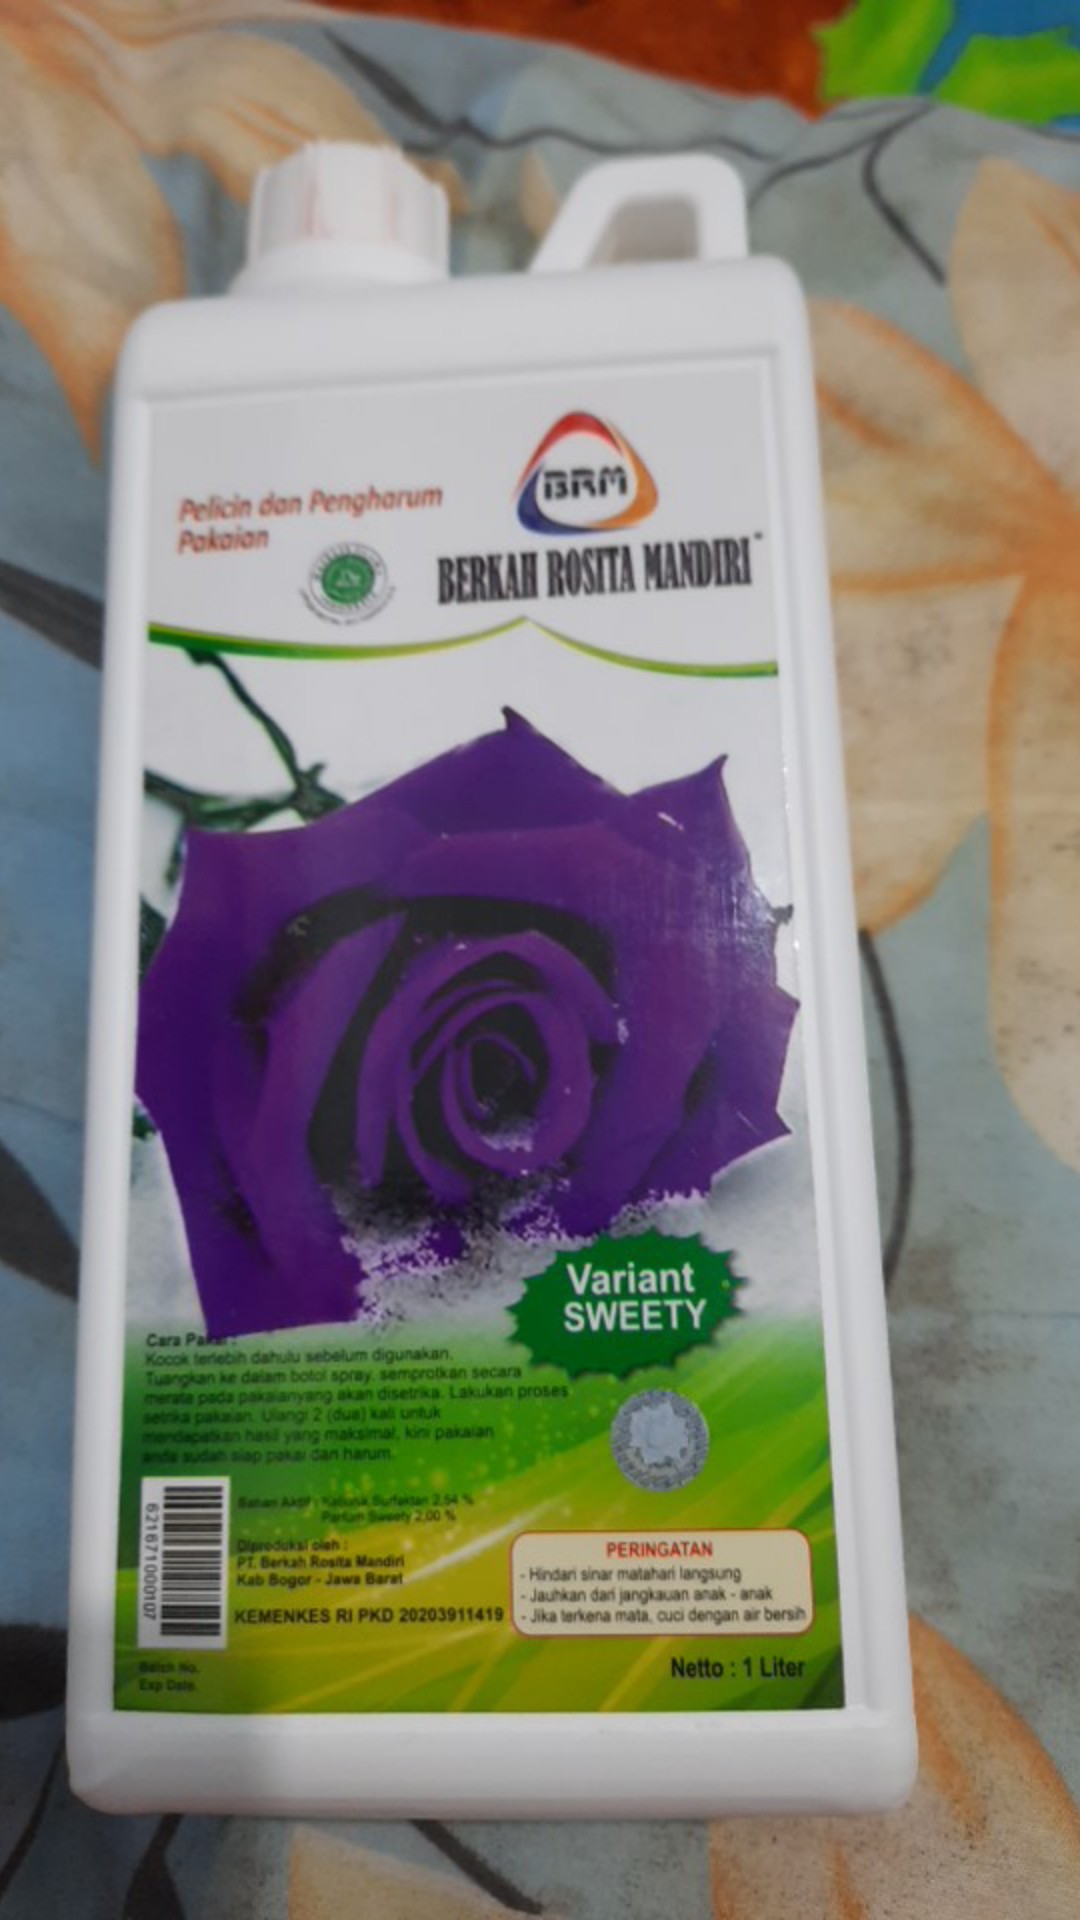 Pelicin dan Pengharum
Pakaian
BRM
BERKAH ROSITA MANDIRI
Variant
SWEETY
Cara Pakai :
Kocok terlebih dahulu sebelum digunakan.
Tuangkan ke dalam botol spray, semprotkan secara
merata pada pakaianyang akan disetrika. Lakukan proses
setrika pakaian. Ulangi 2 (dua) kali untuk
mendapatkan hasil yang maksimal, kini pakaian
anda sudah siap pakai dan harum.
621671000107
Bahan Aktif : Surfaktan 2,54 %
Parfum Sweety 2,00 %
Diproduksi oleh :
PT. Berkah Rosita Mandiri
Kab Bogor - Jawa Barat
KEMENKES RI PKD 20203911419
PERINGATAN
- Hindari sinar matahari langsung
- Jauhkan dari jangkauan anak - anak
- Jika terkena mata, cuci dengan air bersih
Batch No.
Exp Date.
Netto : 1 Liter